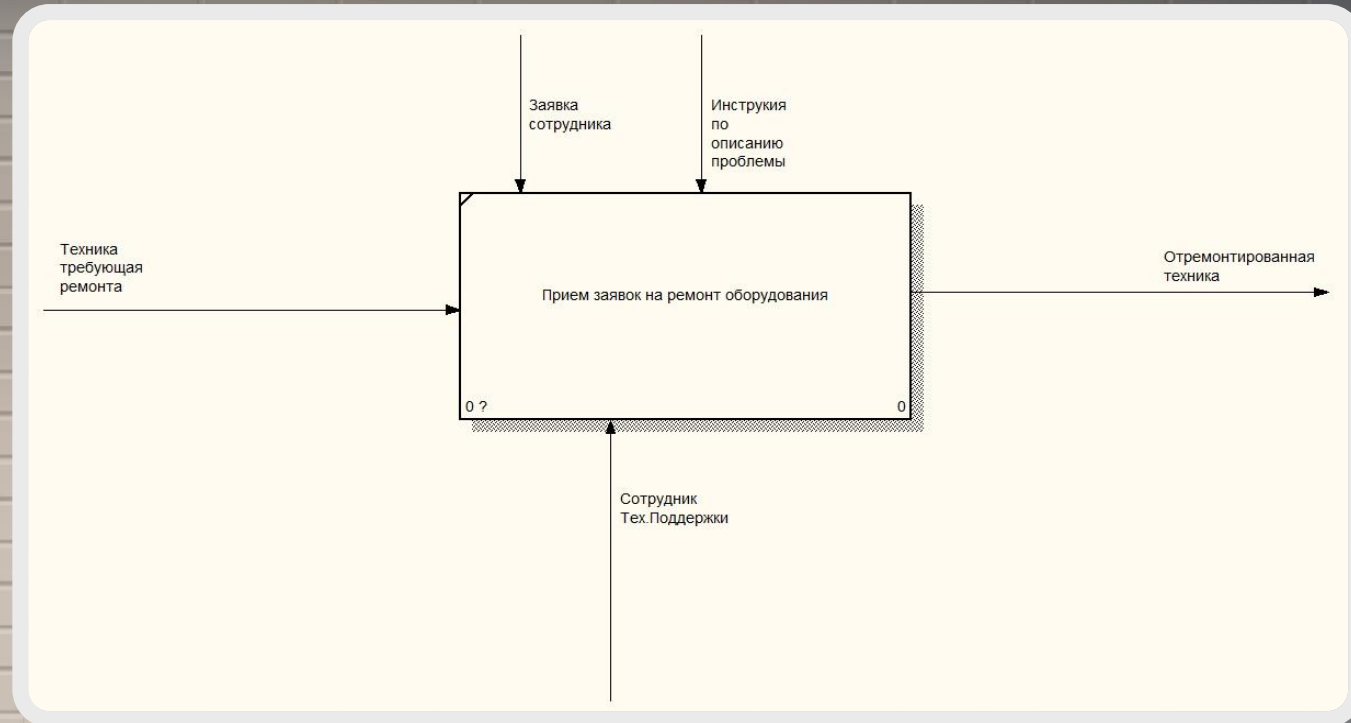 Заявка
сотрудника
Инструкия
по
описанию
проблемы
Техника
требующая
ремонта
Прием заявок на ремонт оборудования
Отремонтированная
техника
0 ?
0
Сотрудник
Тех.Поддержки